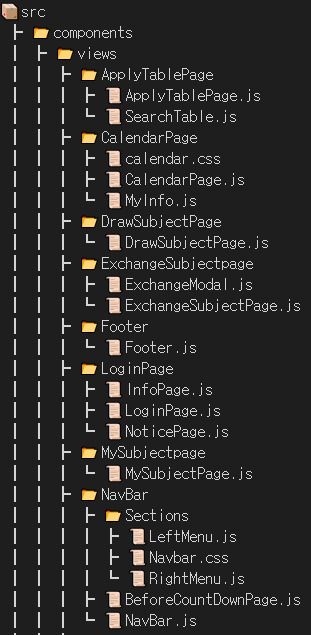 src
components
views
ApplyTablePage
ApplyTablePage.js
SearchTable.js
CalendarPage
calendar.css
CalendarPage.js
MyInfo.js
DrawSubjectPage
DrawSubjectPage.js
ExchangeSubjectpage
ExchangeModal.js
ExchangeSubjectPage.js
Footer
Footer.js
LoginPage
InfoPage.js
LoginPage.js
NoticePage.js
MySubjectpage
MySubjectPage.js
NavBar
Sections
LeftMenu.js
Navbar.css
RightMenu.js
BeforeCountDownPage.js
NavBar.js